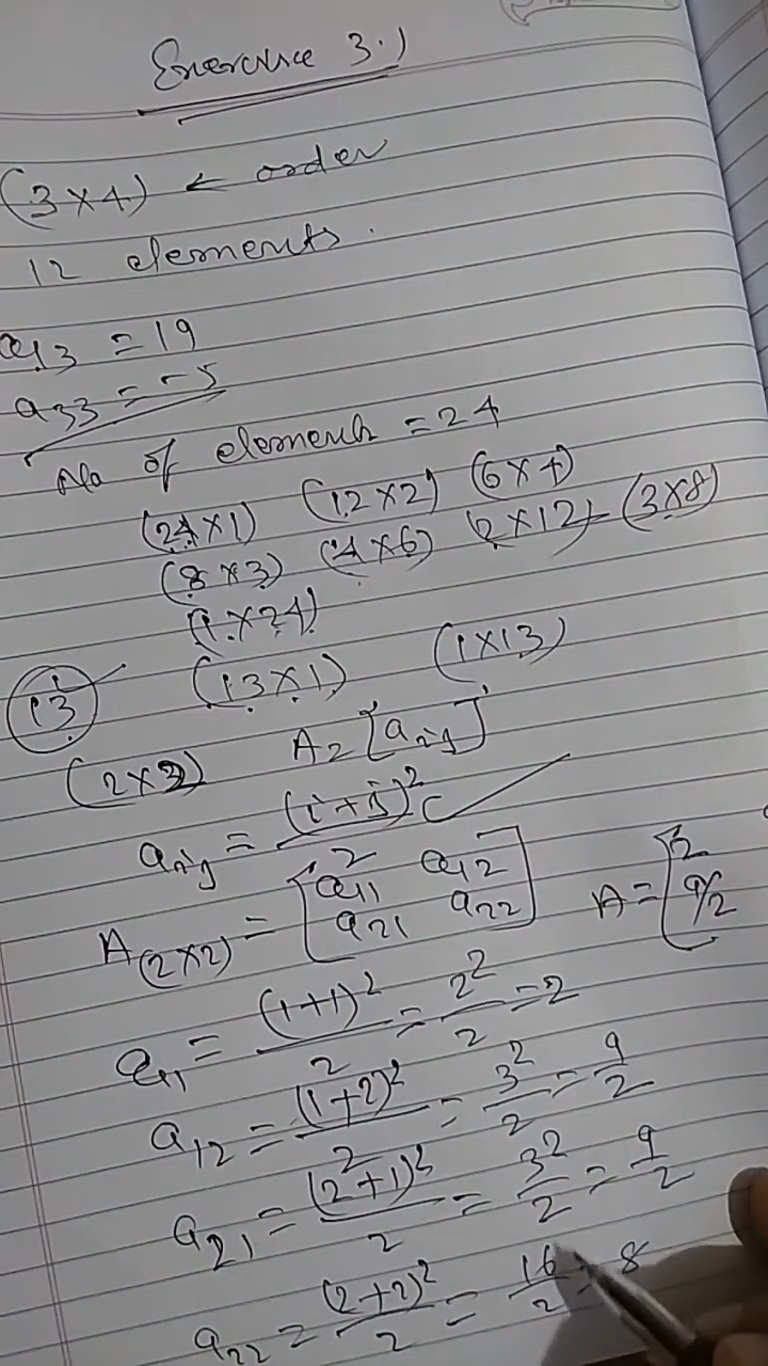 Exercise 3.1
(3×4) ← order
12 elements.
a13 = 19
a33 = -5
No of elements = 24
(24×1) (12×2) (6×4)
(8×3) (4×6) (2×12) (3×8)
(1×24)
13 (13×1) (1×13)
(2×2) A = [aij]
aij = (i+j)²/2
A(2×2) = [a11 a12
a21 a22] A = [2
9/2
a11 = (1+1)²/2 = 2²/2 = 2
a12 = (1+2)²/2 = 3²/2 = 9/2
a21 = (2+1)²/2 = 3²/2 = 9/2
a22 = (2+2)²/2 = 16/2 = 8